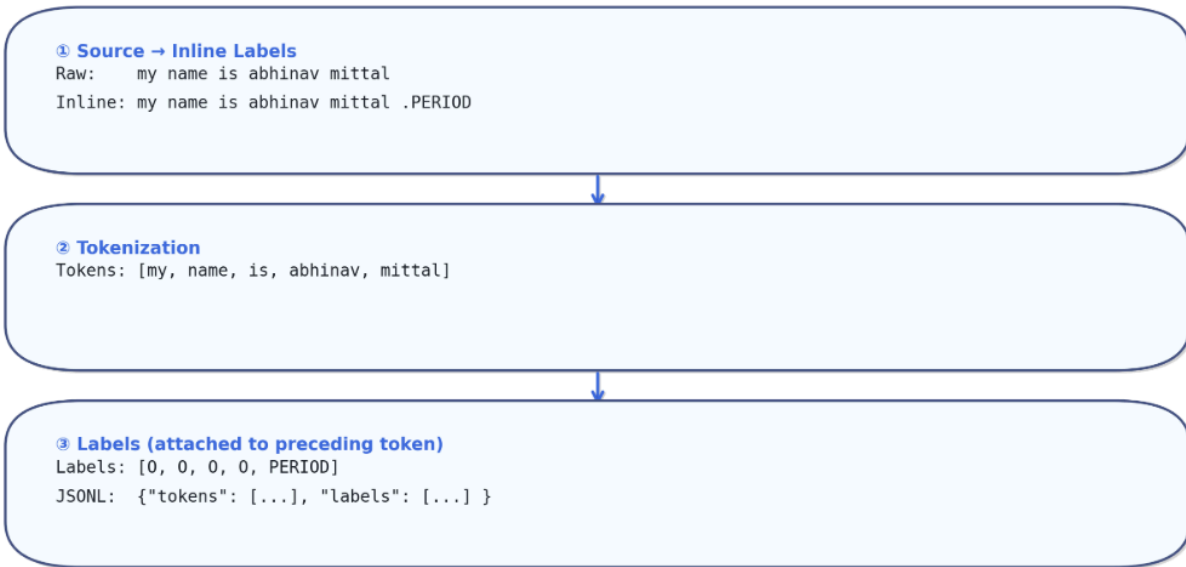 ① Source → Inline Labels
Raw:    my name is abhinav mittal
Inline: my name is abhinav mittal .PERIOD
② Tokenization
Tokens: [my, name, is, abhinav, mittal]
③ Labels (attached to preceding token)
Labels: [O, O, O, O, PERIOD]
JSONL:  {"tokens": [...], "labels": [...] }